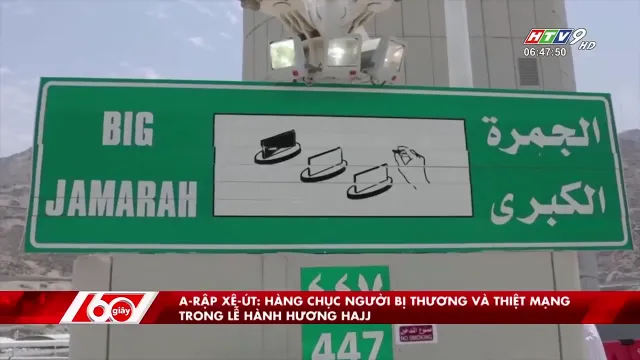 HTV9 HD
06:47:50
BIG
JAMARAH
الجمرة
الكبرى
٤٤٧
447
NO SMOKING
60 giây
A-RẬP XÊ-ÚT: HÀNG CHỤC NGƯỜI BỊ THƯƠNG VÀ THIỆT MẠNG
TRONG LỄ HÀNH HƯƠNG HAJJ